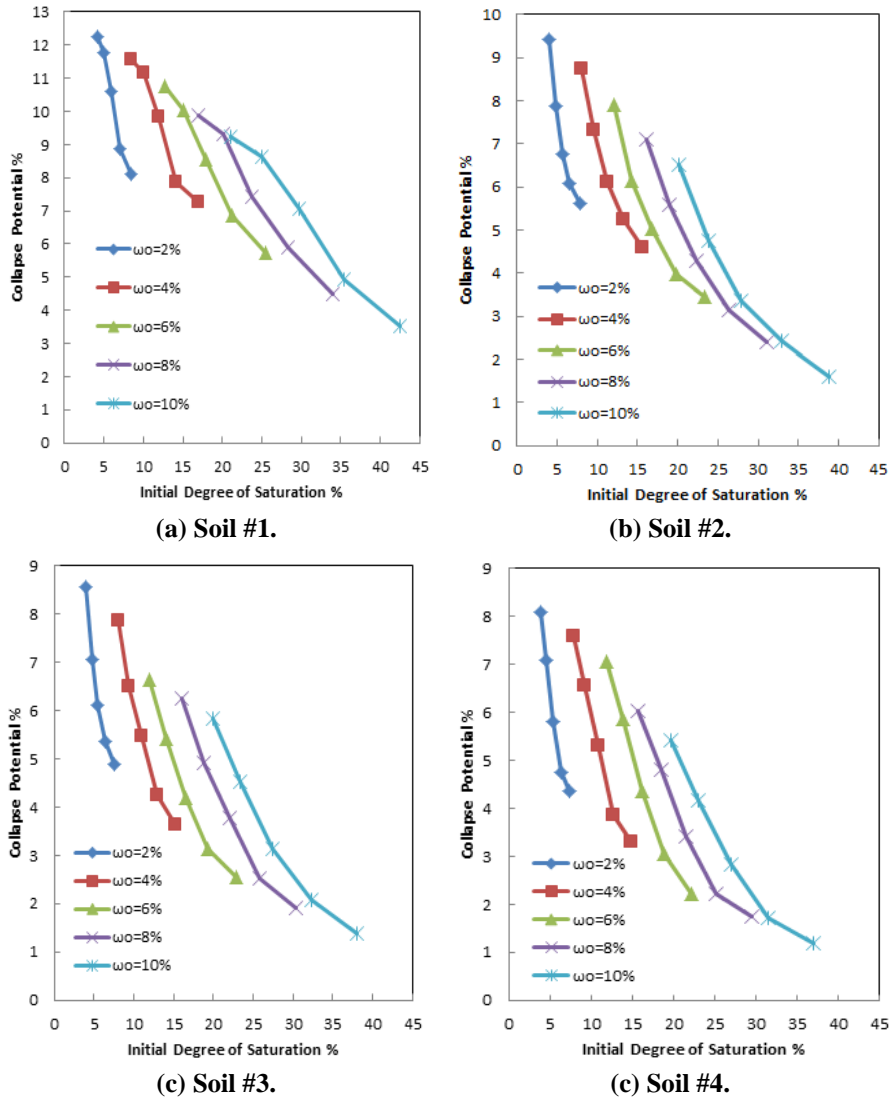 13
12
11
10
9
8
7
6
5
4
3
2
1
0
Collapse Potential %
ωo=2%
ωo=4%
ωo=6%
ωo=8%
ωo=10%
0 5 10 15 20 25 30 35 40 45
Initial Degree of Saturation %
(a) Soil #1.
10
9
8
7
6
5
4
3
2
1
0
Collapse Potential %
ωo=2%
ωo=4%
ωo=6%
ωo=8%
ωo=10%
0 5 10 15 20 25 30 35 40 45
Initial Degree of Saturation %
(b) Soil #2.
9
8
7
6
5
4
3
2
1
0
Collapse Potential %
ωo=2%
ωo=4%
ωo=6%
ωo=8%
ωo=10%
0 5 10 15 20 25 30 35 40 45
Initial Degree of Saturation %
(c) Soil #3.
9
8
7
6
5
4
3
2
1
0
Collapse Potential %
ωo=2%
ωo=4%
ωo=6%
ωo=8%
ωo=10%
0 5 10 15 20 25 30 35 40 45
Initial Degree of Saturation %
(c) Soil #4.